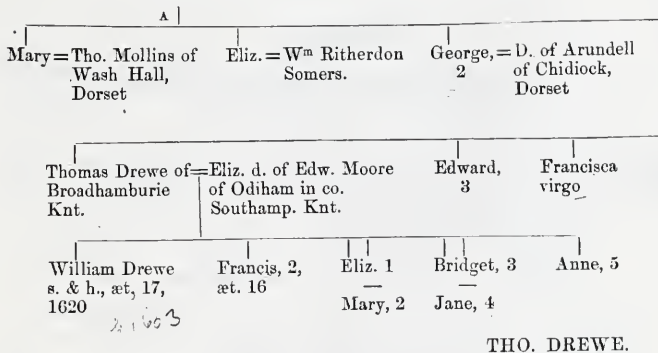 A
Mary=Tho. Mollins of
Wash Hall,
Dorset
Eliz.=Wᵐ Ritherdon
Somers.
George,=D. of Arundell
2 of Chidiock,
Dorset
Thomas Drewe of=Eliz. d. of Edw. Moore
Broadhamburie of Odiham in co.
Knt. Southamp. Knt.
Edward,
3
Francisca
virgo
William Drewe
s. & h., æt, 17,
1620
Francis, 2,
æt. 16
Eliz. 1
Mary, 2
Bridget, 3
Jane, 4
Anne, 5
THO. DREWE.